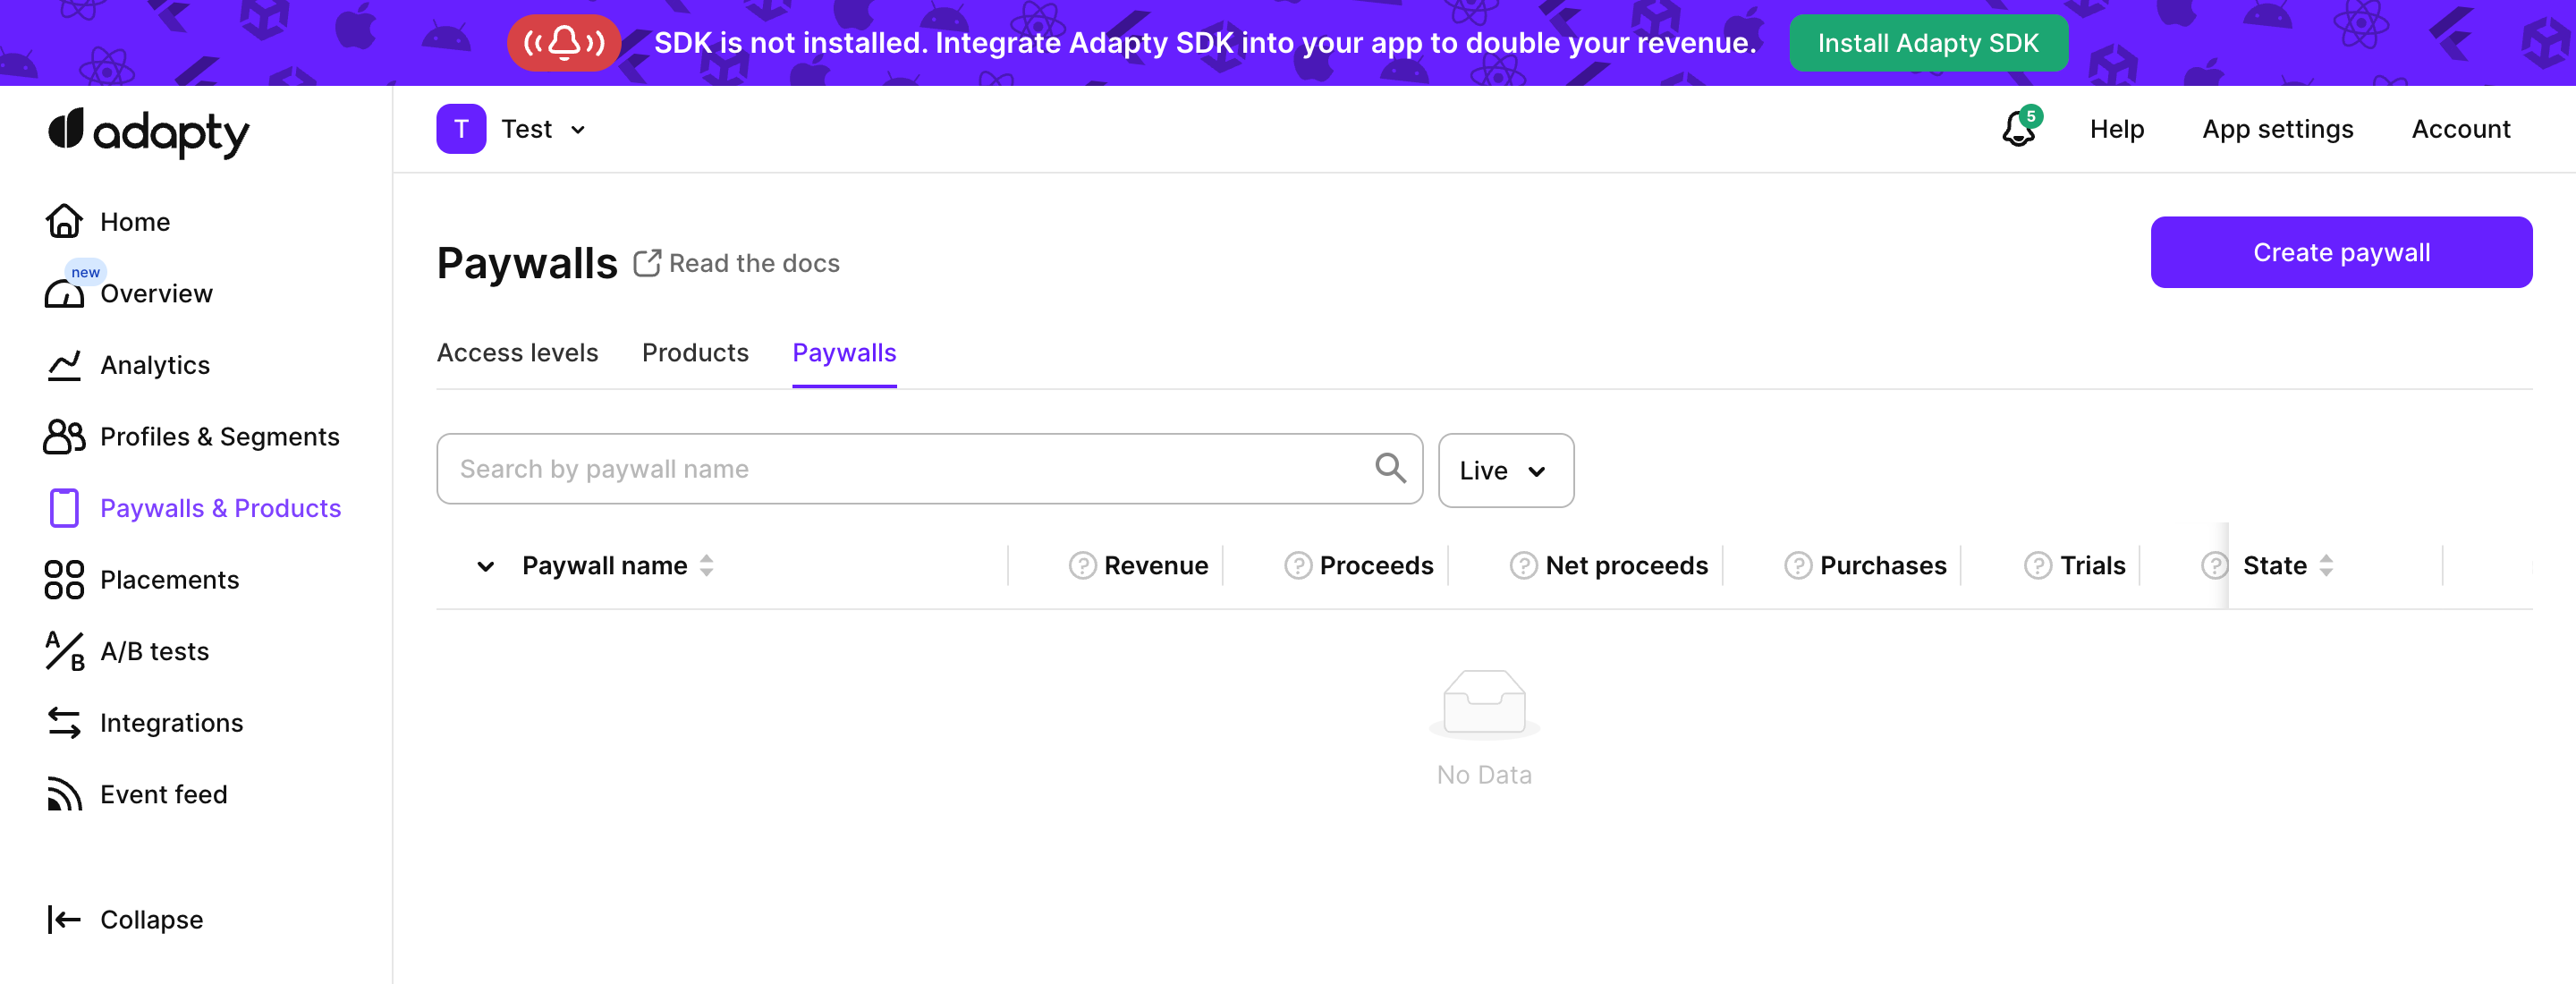 SDK is not installed. Integrate Adapty SDK into your app to double your revenue.
Install Adapty SDK
adapty
T
Test
5
Help
App settings
Account
Home
new
Overview
Analytics
Profiles & Segments
Paywalls & Products
Placements
A/B
A/B tests
Integrations
Event feed
Collapse
Paywalls
Read the docs
Create paywall
Access levels
Products
Paywalls
Search by paywall name
Live
Paywall name
? Revenue
? Proceeds
? Net proceeds
? Purchases
? Trials
?
State
No Data